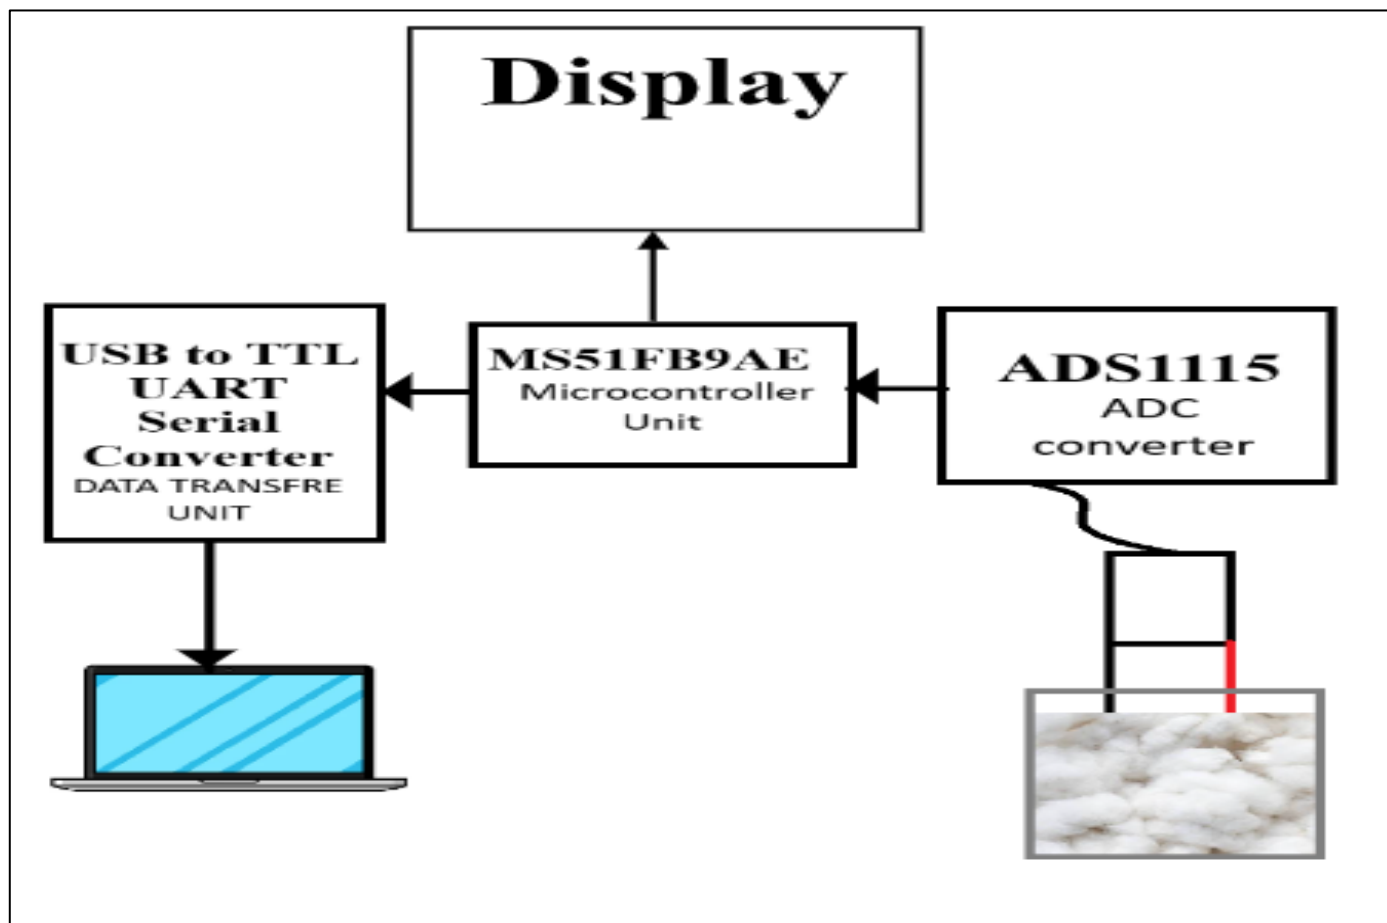 Display
USB to TTL
UART
Serial
Converter
DATA TRANSFRE
UNIT
MS51FB9AE
Microcontroller
Unit
ADS1115
ADC
converter